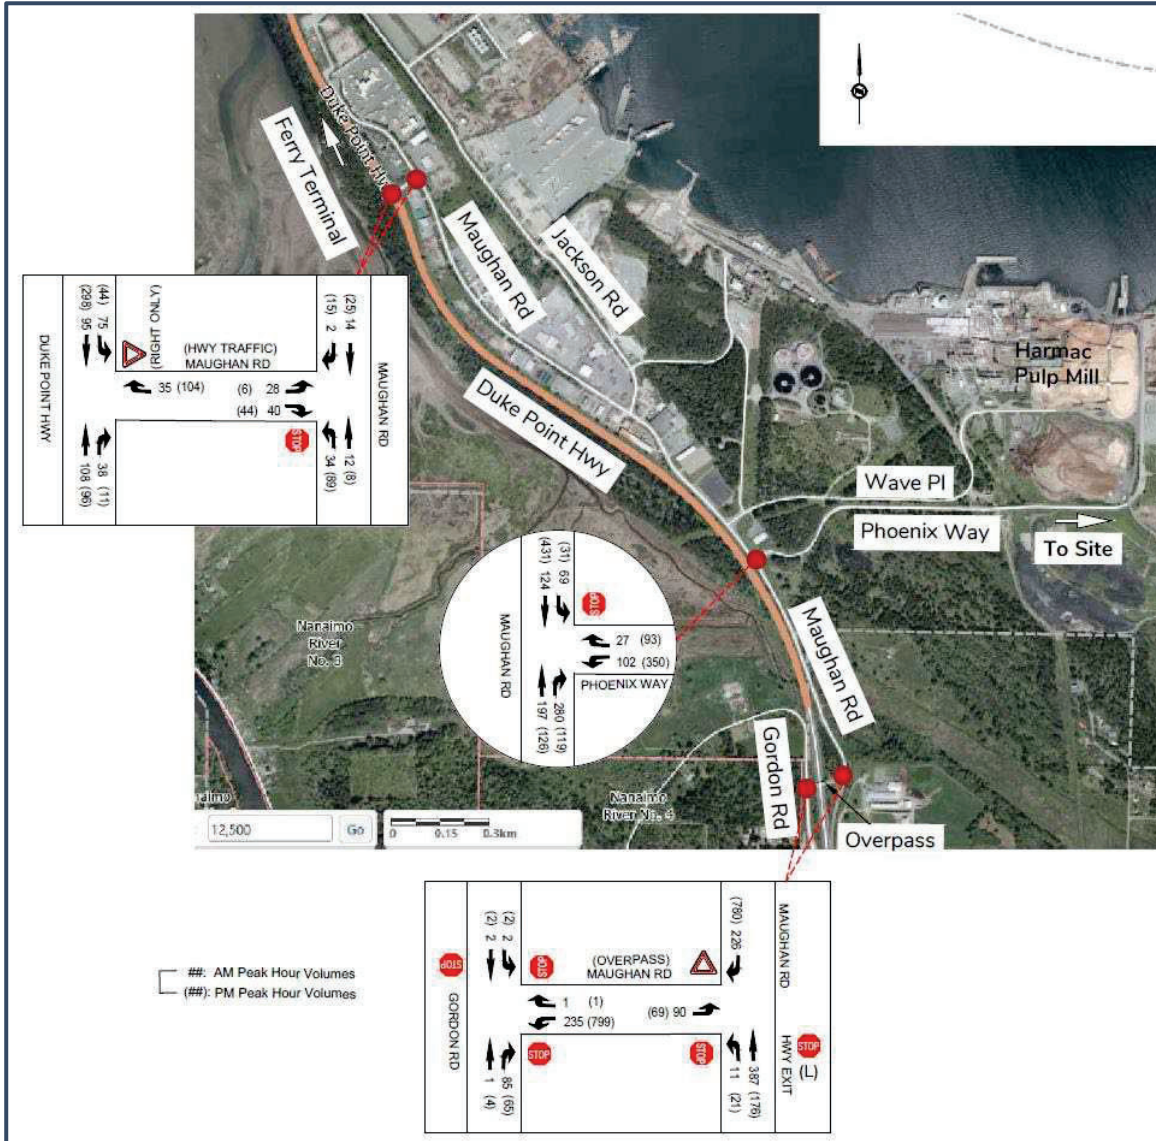 Ferry Terminal
Duke Point Hw
Maughan Rd
Jackson Rd
Harmac
Pulp Mill
Duke Point Hwy
Wave Pl
Phoenix Way
To Site
Maughan Rd
Gordon Rd
Overpass
Nanaimo
River
No. 3
Nanaimo
River No. 4
naimo
12,500
Go
0 0.15 0.3km
DUKE POINT HWY
(298) 95
(44) 75
(RIGHT ONLY)
(HWY TRAFFIC)
MAUGHAN RD
35 (104)
(6) 28
(44) 40
STOP
(15) 2
(25) 14
MAUGHAN RD
108 (96)
38 (11)
34 (89)
12 (8)
(431) 124
(31) 69
STOP
MAUGHAN RD
27 (93)
102 (350)
PHOENIX WAY
197 (126)
280 (119)
##: AM Peak Hour Volumes
(##): PM Peak Hour Volumes
STOP
GORDON RD
(2) 2
(2) 2
STOP
(OVERPASS)
MAUGHAN RD
(780) 226
MAUGHAN RD
1 (1)
235 (799)
(69) 90
STOP
STOP
STOP
(L)
HWY EXIT
1 (4)
85 (65)
11 (21)
387 (176)